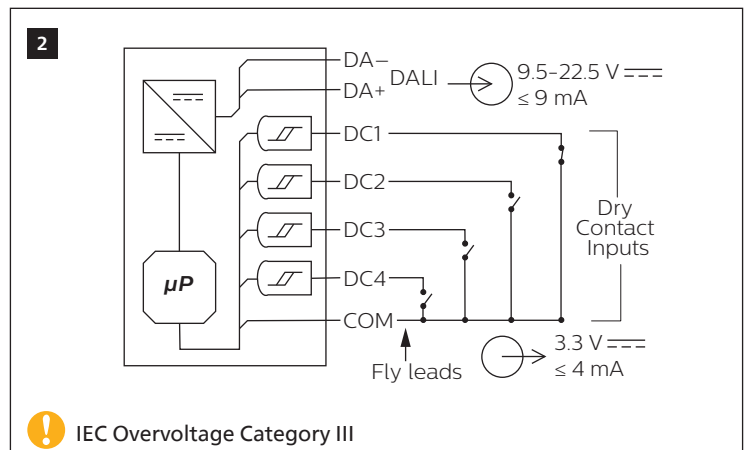 2
DA–
DA+
DALI
9.5-22.5 V
≤ 9 mA
DC1
DC2
DC3
DC4
COM
Dry
Contact
Inputs
µP
Fly leads
3.3 V
≤ 4 mA
! IEC Overvoltage Category III